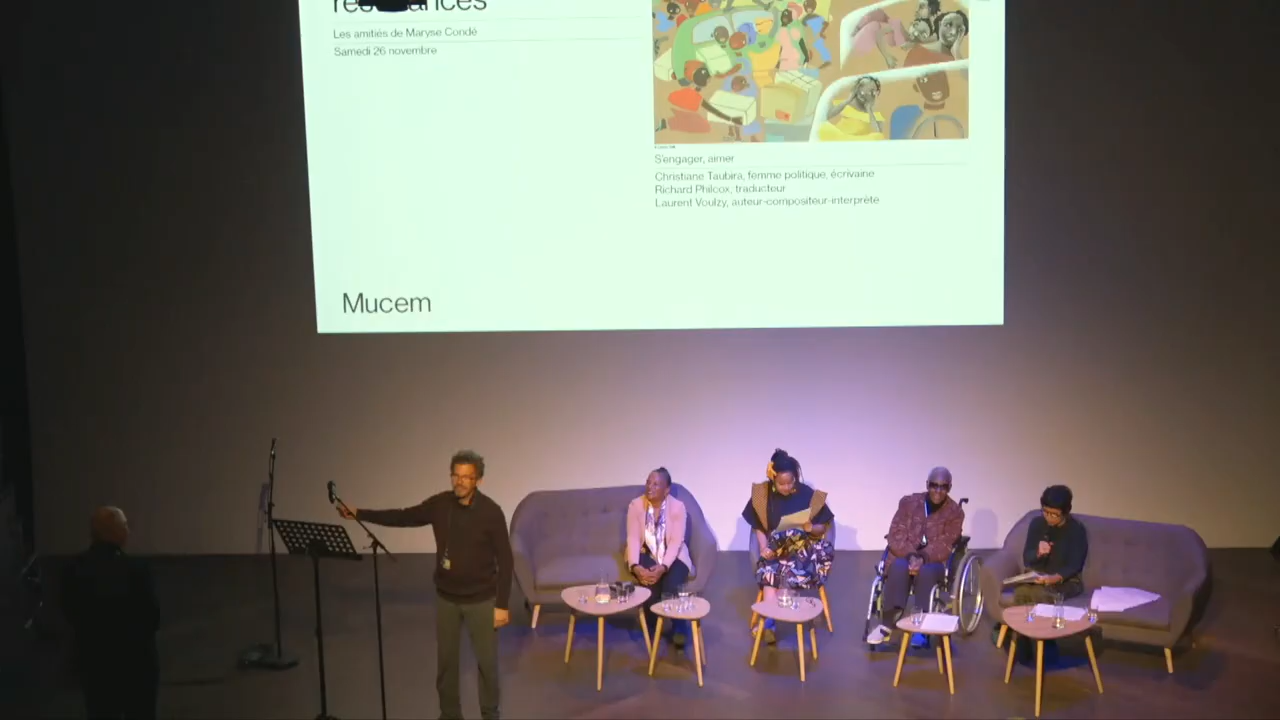 Les amitiés de Maryse Condé
Samedi 26 novembre
S'engager, aimer
Christiane Taubira, femme politique, écrivaine
Richard Philcox, traducteur
Laurent Voulzy, auteur-compositeur-interprète
Mucem